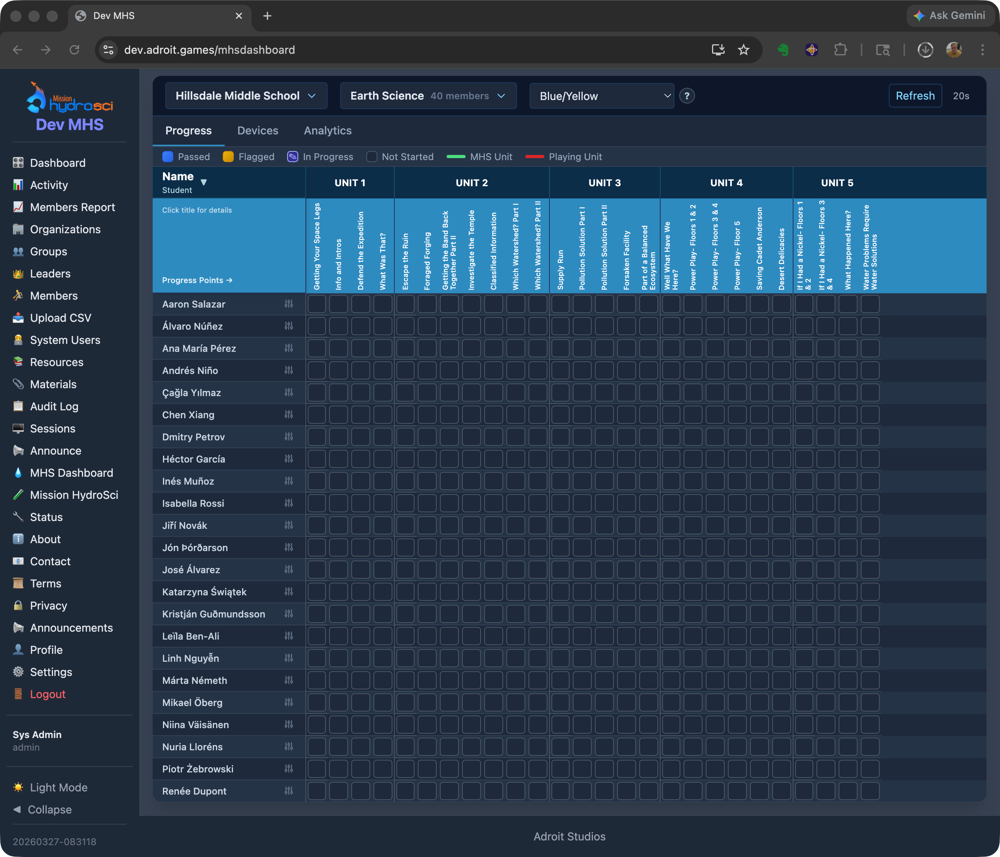 Dev MHS
Ask Gemini
dev.adroit.games/mhsdashboard
Mission
hydrosci
Dev MHS
Dashboard
Activity
Members Report
Organizations
Groups
Leaders
Members
Upload CSV
System Users
Resources
Materials
Audit Log
Sessions
Announce
MHS Dashboard
Mission HydroSci
Status
About
Contact
Terms
Privacy
Announcements
Profile
Settings
Logout
Sys Admin
admin
Light Mode
Collapse
20260327-083118
Hillsdale Middle School
Earth Science 40 members
Blue/Yellow
?
Refresh
20s
Progress
Devices
Analytics
Passed
Flagged
In Progress
Not Started
MHS Unit
Playing Unit
Name ▼
Student
UNIT 1
UNIT 2
UNIT 3
UNIT 4
UNIT 5
Click title for details
Progress Points →
Getting Your Space Legs
Info and Intros
Defend the Expedition
What Was That?
Escape the Ruin
Foraged Forging
Getting the Band Back
Together Part II
Investigate the Temple
Classified Information
Which Watershed? Part I
Which Watershed? Part II
Supply Run
Pollution Solution Part I
Pollution Solution Part II
Forsaken Facility
Part of a Balanced
Ecosystem
Well What Have We
Here?
Power Play- Floors 1 & 2
Power Play- Floors 3 & 4
Power Play- Floor 5
Saving Cadet Anderson
Desert Delicacies
If I Had a Nickel- Floors 1
& 2
If I Had a Nickel- Floors 3
& 4
What Happened Here?
Water Problems Require
Water Solutions
Aaron Salazar
Álvaro Núñez
Ana María Pérez
Andrés Niño
Çağla Yılmaz
Chen Xiang
Dmitry Petrov
Héctor García
Inés Muñoz
Isabella Rossi
Jiří Novák
Jón Þórðarson
José Álvarez
Katarzyna Świątek
Kristján Guðmundsson
Leïla Ben-Ali
Linh Nguyễn
Márta Németh
Mikael Öberg
Niina Väisänen
Nuria Lloréns
Piotr Żebrowski
Renée Dupont
Adroit Studios